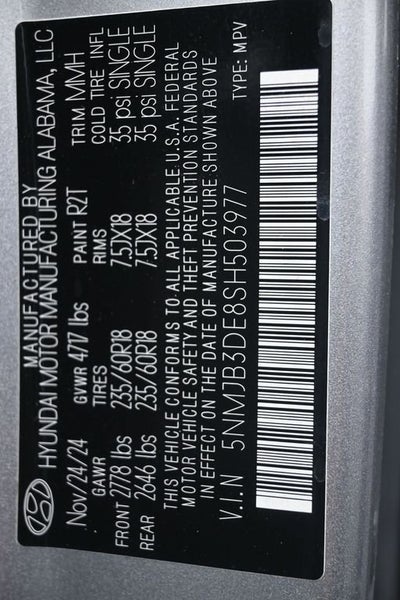 MANUFACTURED BY
HYUNDAI MOTOR MANUFACTURING ALABAMA, LLC
Nov/24/24 GVWR 4717 lbs PAINT R2T TRIM MMH
GAWR TIRES RIMS COLD TIRE INFL
FRONT 2778 lbs 235/60R18 7.5JX18 35 psi SINGLE
REAR 2646 lbs 235/60R18 7.5JX18 35 psi SINGLE
THIS VEHICLE CONFORMS TO ALL APPLICABLE U.S.A. FEDERAL
MOTOR VEHICLE SAFETY AND THEFT PREVENTION STANDARDS
IN EFFECT ON THE DATE OF MANUFACTURE SHOWN ABOVE
V.I.N 5NMJB3DE8SH503977 TYPE: MPV